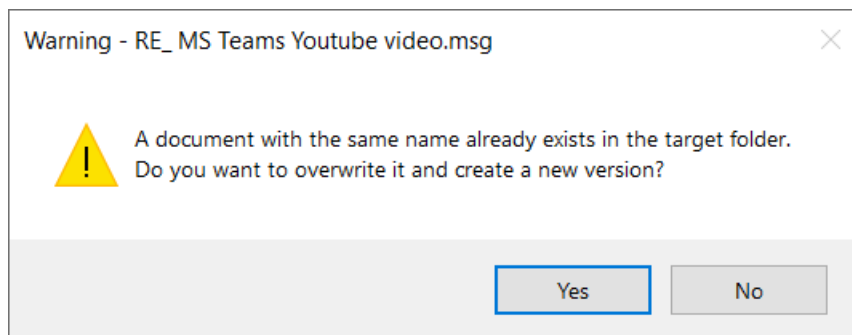 Warning - RE_ MS Teams Youtube video.msg
A document with the same name already exists in the target folder.
Do you want to overwrite it and create a new version?
Yes
No